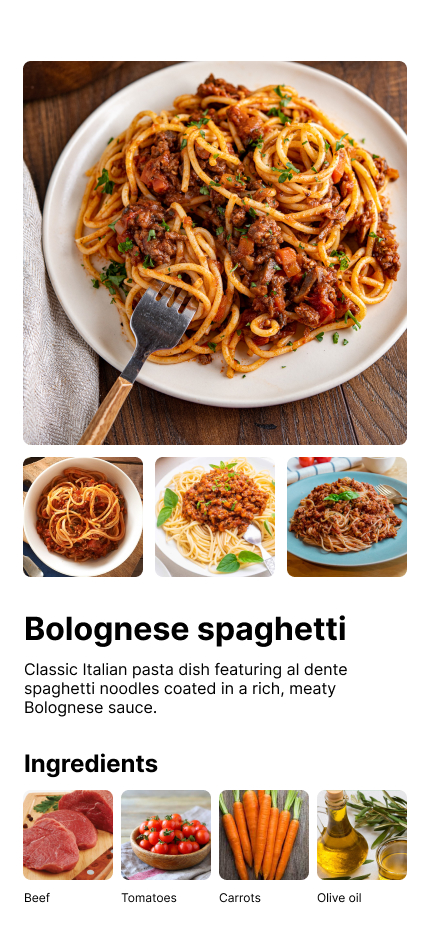 Bolognese spaghetti
Classic Italian pasta dish featuring al dente
spaghetti noodles coated in a rich, meaty
Bolognese sauce.
Ingredients
Beef
Tomatoes
Carrots
Olive oil